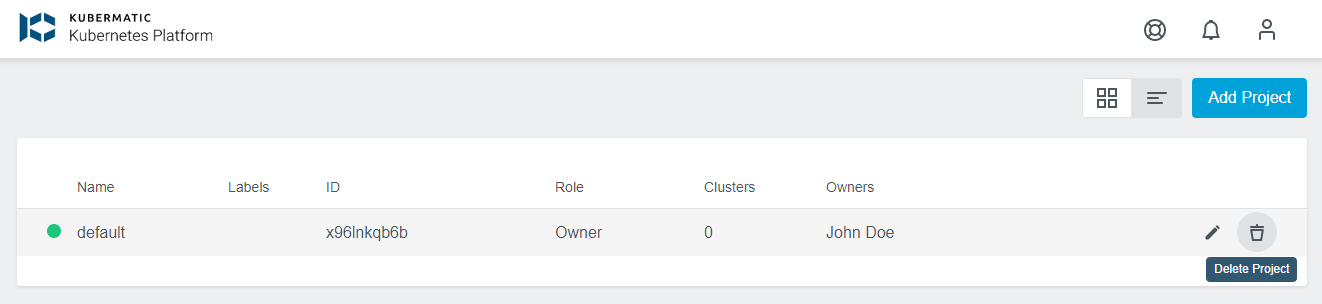 KUBERMATIC
Kubernetes Platform
Add Project
Name Labels ID Role Clusters Owners
default x96lnkqb6b Owner 0 John Doe
Delete Project